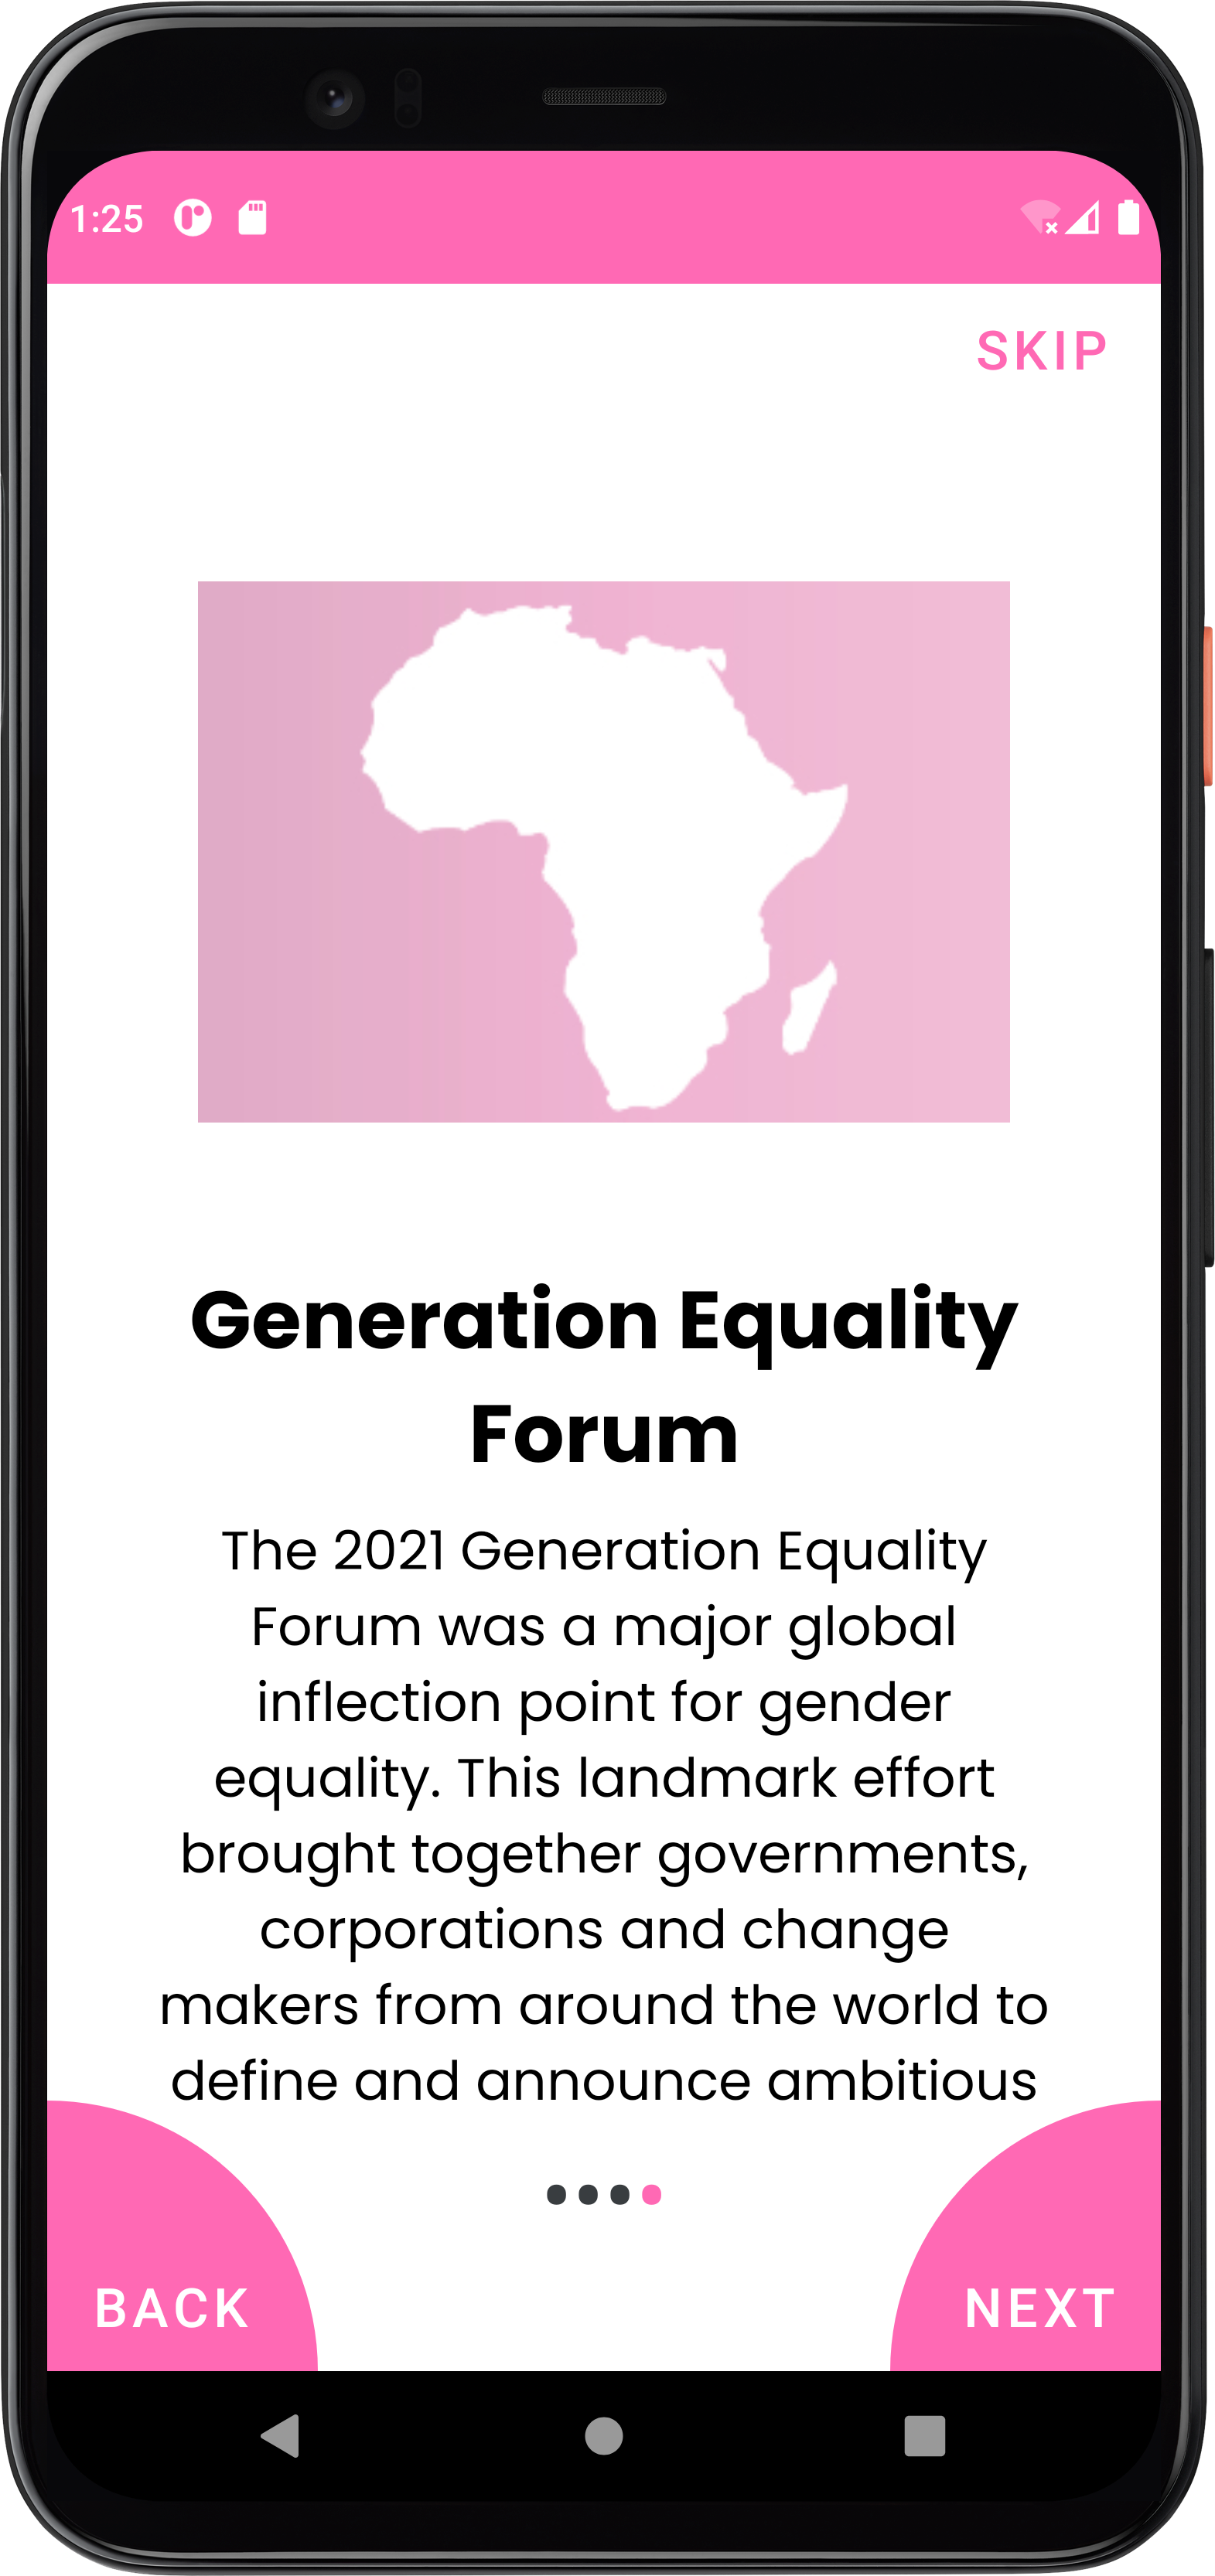 1:25
SKIP
Generation Equality
Forum
The 2021 Generation Equality
Forum was a major global
inflection point for gender
equality. This landmark effort
brought together governments,
corporations and change
makers from around the world to
define and announce ambitious
BACK
NEXT